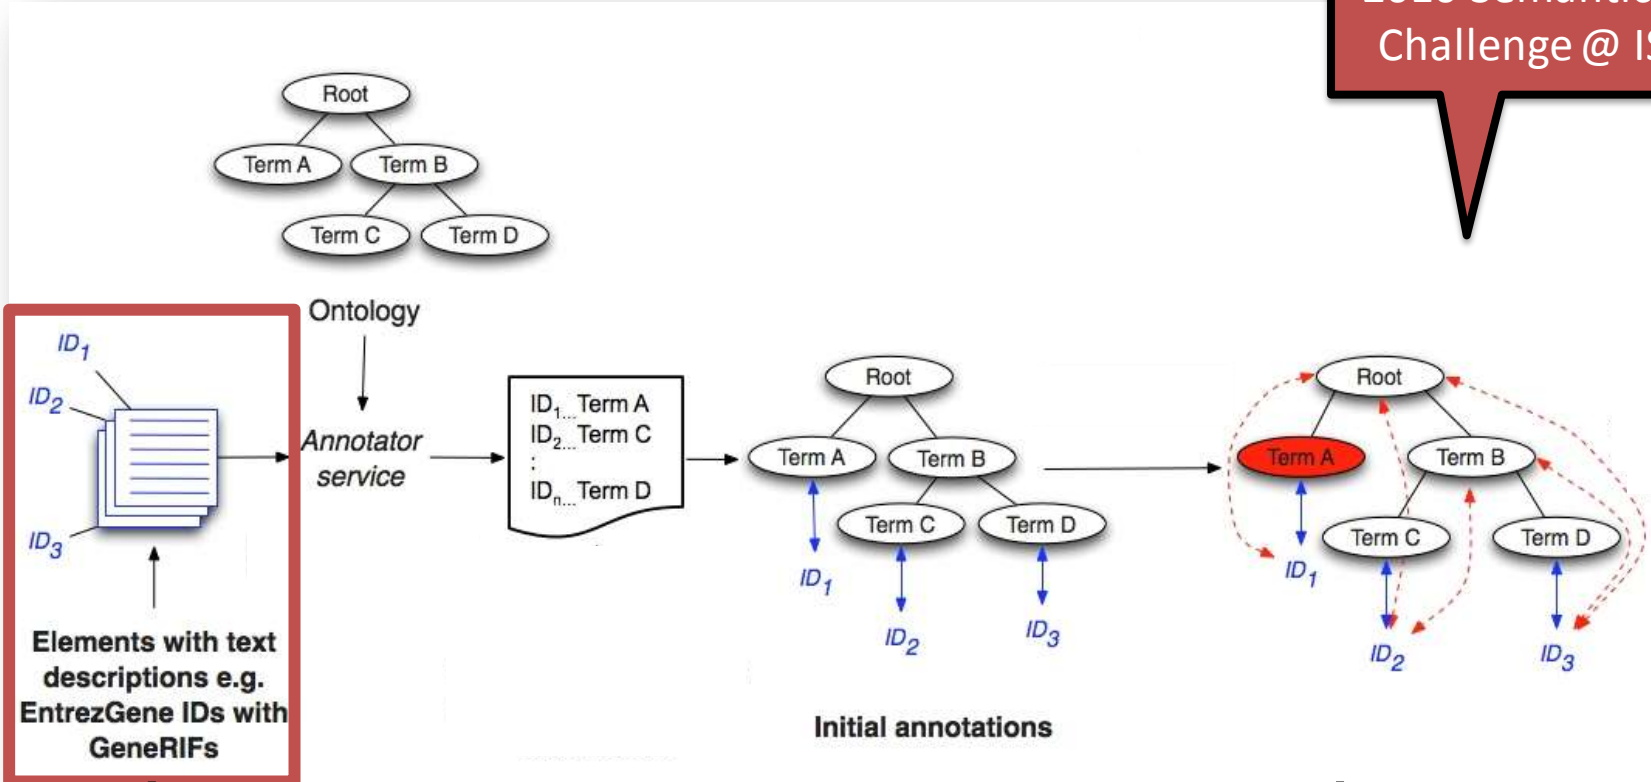 Challenge @
Root
Term A
Term B
Term C
Term D
Ontology
ID1
ID2
ID3
Annotator
service
ID1...Term A
ID2...Term C
:
IDn...Term D
Elements with text
descriptions e.g.
EntrezGene IDs with
GeneRIFs
Root
Term A
Term B
Term C
Term D
ID1
ID2
ID3
Initial annotations
Root
Term A
Term B
Term C
Term D
ID1
ID2
ID3